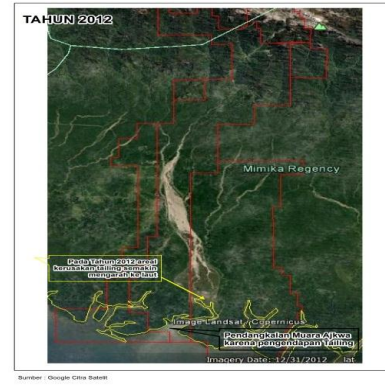 TAHUN 2012
Mimika Regency
Pada Tahun 2012 areal
kerusakan tailing semakin
mengarah ke laut
Image Landsat / Copernicus
Pendangkalan Muara Ajkwa
karena pengendapan Tailing
Imagery Date: 12/31/2012 lat
Sumber : Google Citra Satelit